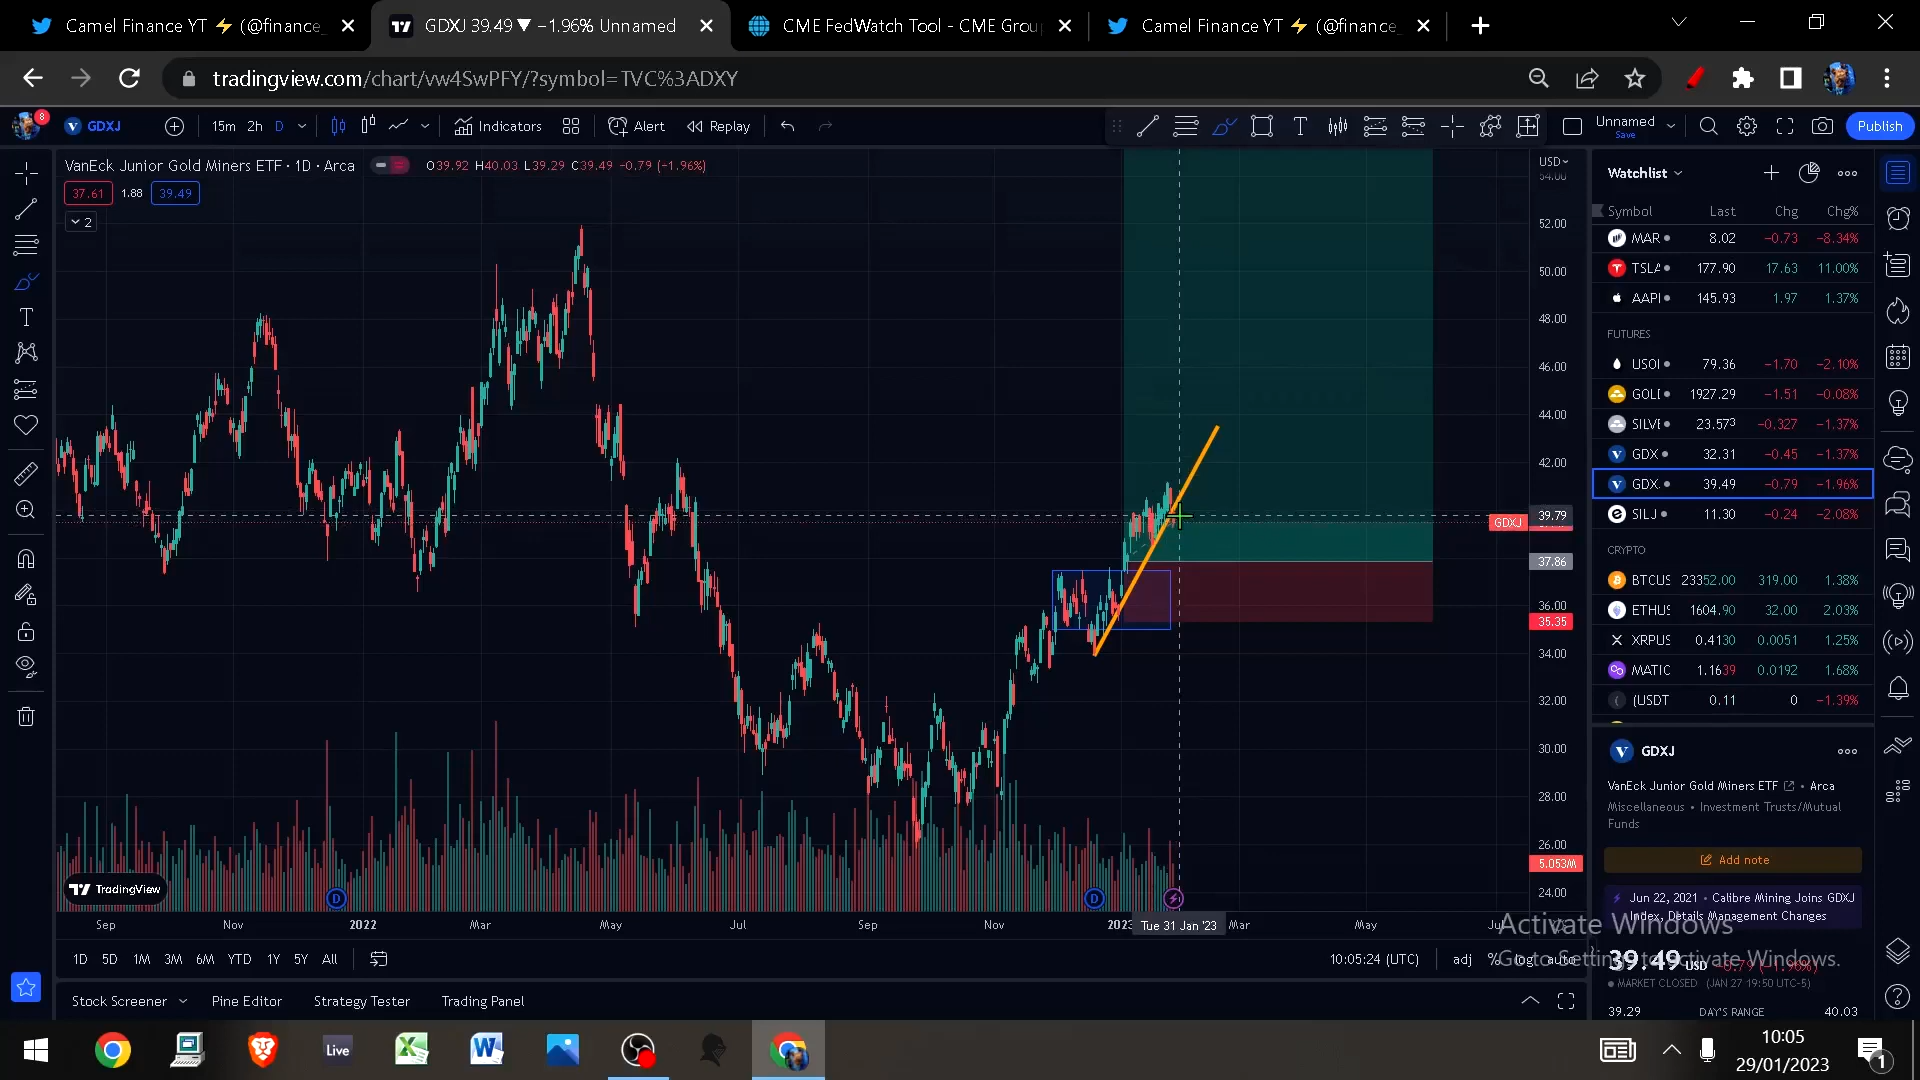 Camel Finance YT ⚡ (@finance_
GDXJ 39.49 ▼ −1.96% Unnamed
CME FedWatch Tool - CME Grou
Camel Finance YT ⚡ (@finance_
tradingview.com/chart/vw4SwPFY/?symbol=TVC%3ADXY
8
GDXJ
15m 2h D
Indicators
Alert
Replay
Unnamed
Save
Publish
VanEck Junior Gold Miners ETF · 1D · Arca
O39.92 H40.03 L39.29 C39.49 −0.79 (−1.96%)
37.61 1.88 39.49
2
USD
54.00
52.00
50.00
48.00
46.00
44.00
42.00
39.79
GDXJ
37.86
36.00
35.35
34.00
32.00
30.00
28.00
26.00
5.053M
24.00
TradingView
D
D
Sep Nov 2022 Mar May Jul Sep Nov 2023 Tue 31 Jan '23 Mar May
1D 5D 1M 3M 6M YTD 1Y 5Y All
10:05:24 (UTC) adj % log auto
Stock Screener
Pine Editor
Strategy Tester
Trading Panel
Watchlist
Symbol Last Chg Chg%
MAR 8.02 −0.73 −8.34%
TSLA 177.90 17.63 11.00%
AAPL 145.93 1.97 1.37%
FUTURES
USOI 79.36 −1.70 −2.10%
GOLD 1927.29 −1.51 −0.08%
SILVE 23.573 −0.327 −1.37%
GDX 32.31 −0.45 −1.37%
GDX. 39.49 −0.79 −1.96%
SILJ 11.30 −0.24 −2.08%
CRYPTO
BTCUS 23352.00 319.00 1.38%
ETHUS 1604.90 32.00 2.03%
XRPUS 0.4130 0.0051 1.25%
MATIC 1.1639 0.0192 1.68%
(USDT 0.11 0 −1.39%
GDXJ
VanEck Junior Gold Miners ETF • Arca
Miscellaneous • Investment Trusts/Mutual
Funds
Add note
Jun 22, 2021 • Calibre Mining Joins GDXJ
Index, Details Management Changes
Activate Windows
Go to Settings to activate Windows.
39.49 USD −0.79 (−1.96%)
MARKET CLOSED (JAN 27 19:50 UTC-5)
39.29 DAY'S RANGE 40.03
Live
10:05
29/01/2023
1